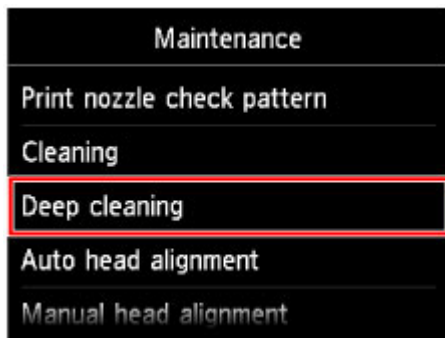 Maintenance
Print nozzle check pattern
Cleaning
Deep cleaning
Auto head alignment
Manual head alignment